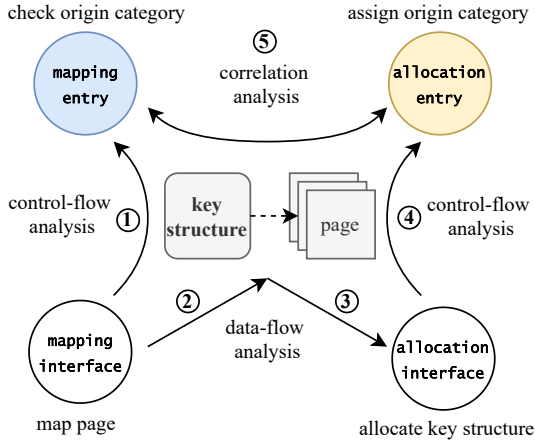 check origin category
assign origin category
mapping
entry
⑤
correlation
analysis
allocation
entry
control-flow
analysis
①
key
structure
page
④
control-flow
analysis
②
③
mapping
interface
data-flow
analysis
allocation
interface
map page
allocate key structure